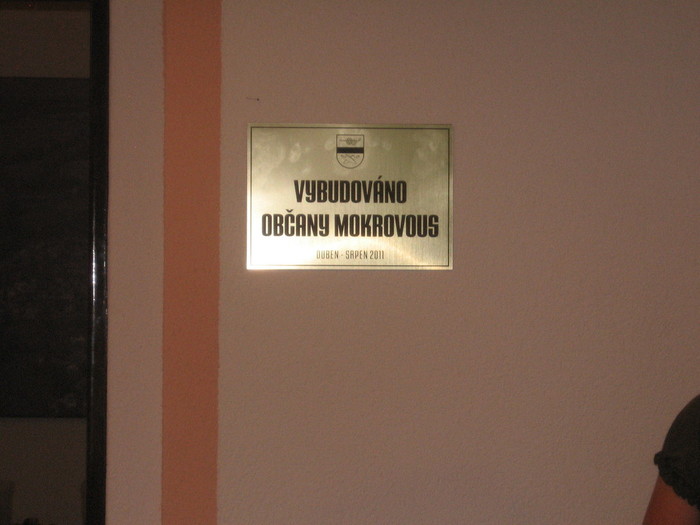 VYBUDOVÁNO
OBČANY MOKROVOUS
DUBEN - SRPEN 2011